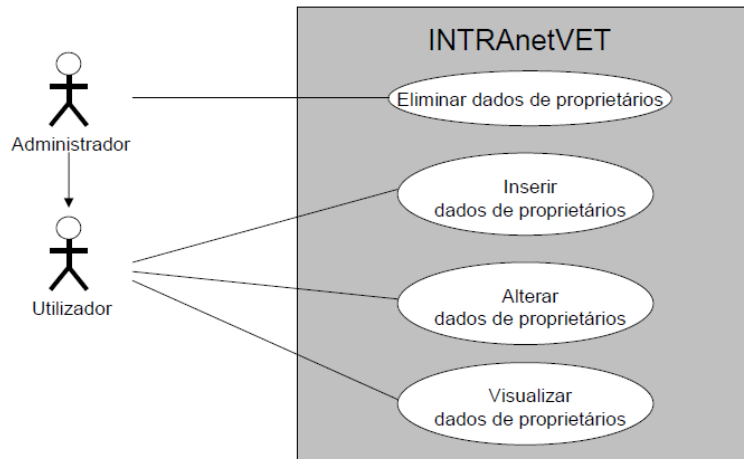 INTRAnetVET
Eliminar dados de proprietários
Administrador
Inserir
dados de proprietários
Utilizador
Alterar
dados de proprietários
Visualizar
dados de proprietários